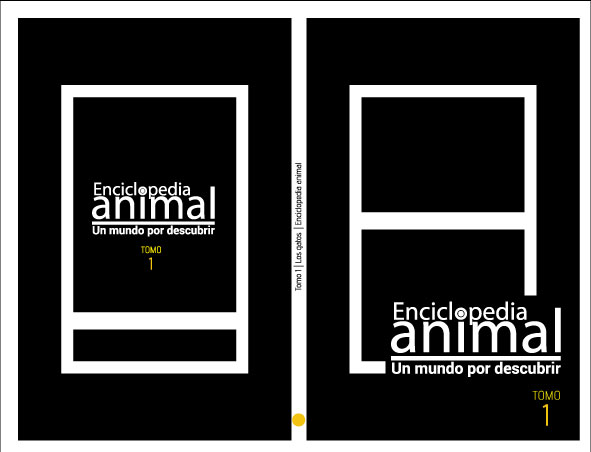 Enciclopedia
animal
Un mundo por descubrir
TOMO
1
Tomo 1 | Los gatos | Enciclopedia animal
Enciclopedia
animal
Un mundo por descubrir
TOMO
1